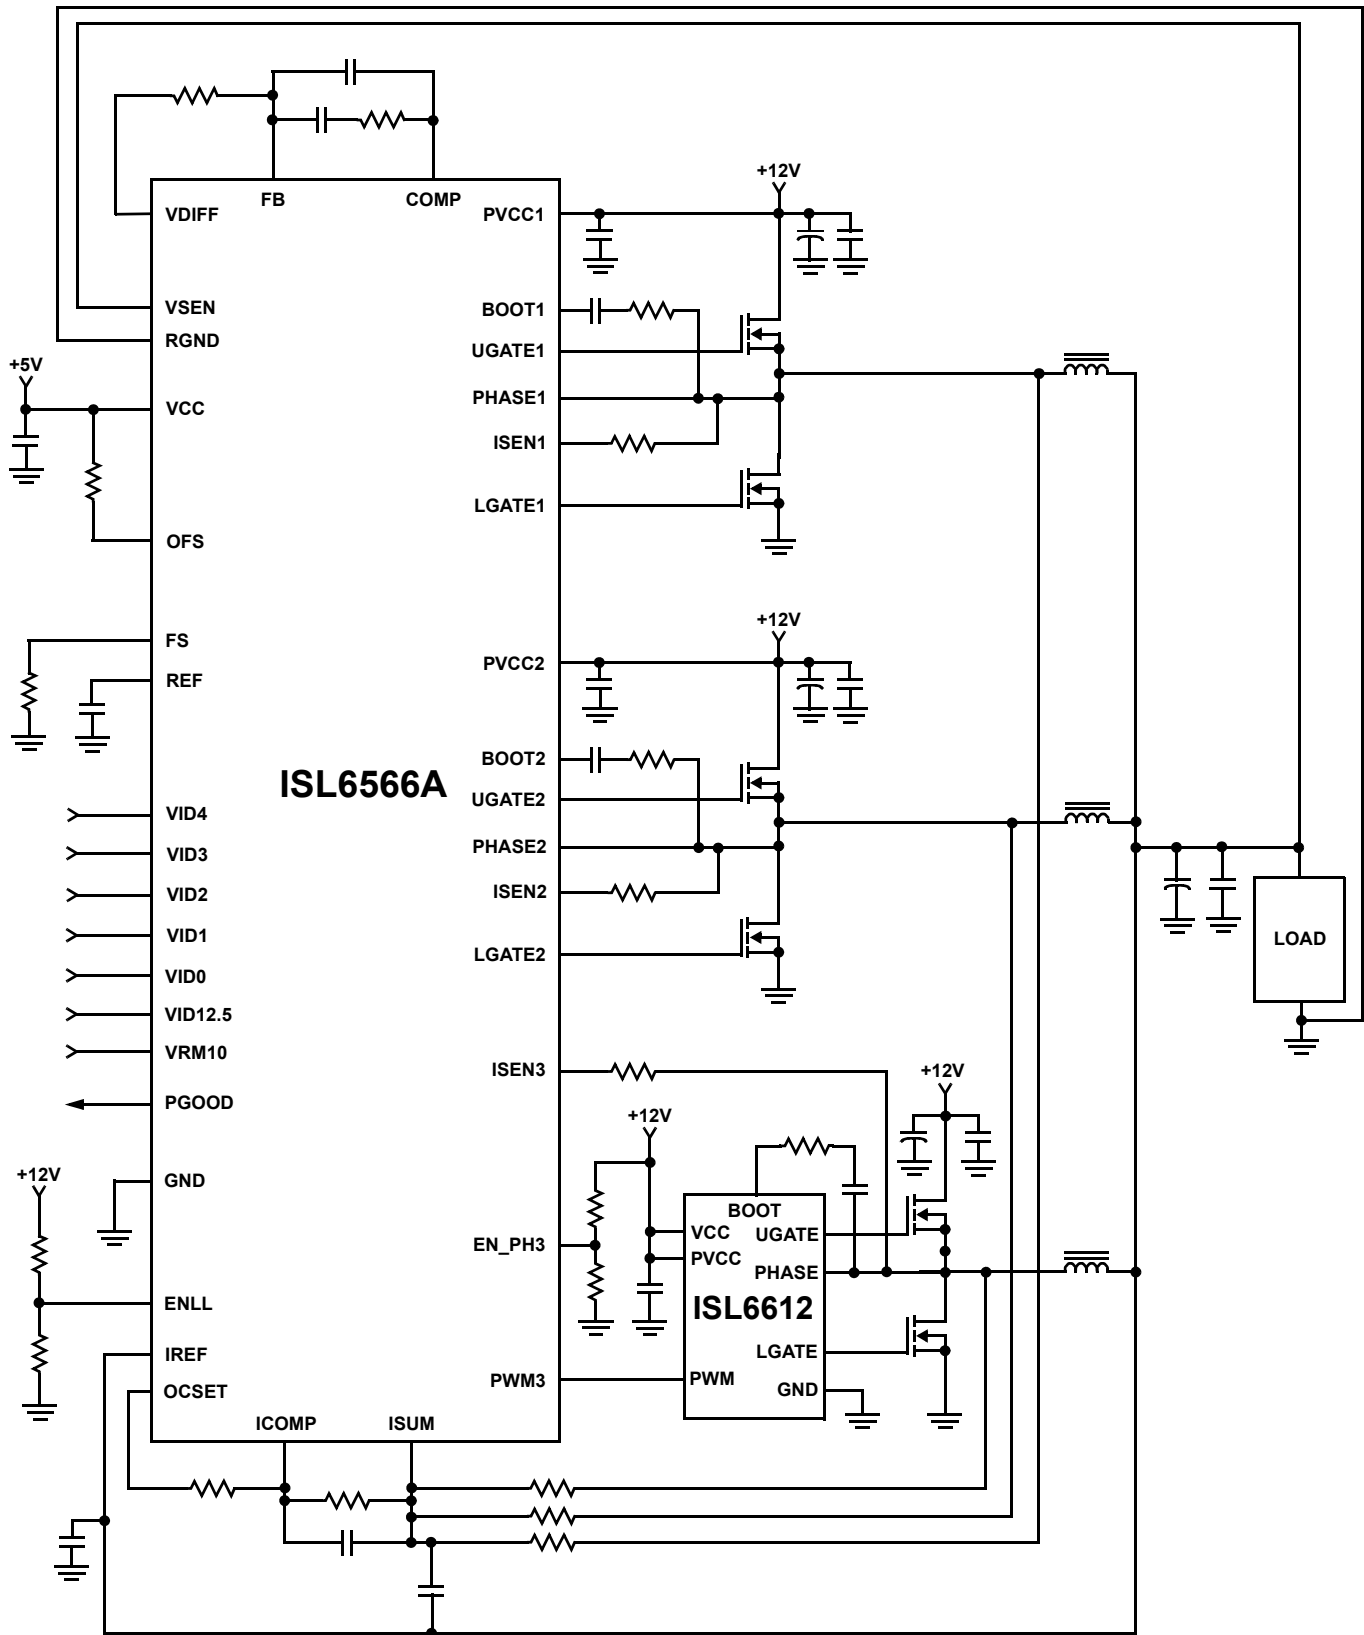 FB
COMP
VDIFF
VSEN
RGND
+5V
VCC
OFS
FS
REF
VID4
VID3
VID2
VID1
VID0
VID12.5
VRM10
PGOOD
GND
+12V
ENLL
IREF
OCSET
ICOMP
ISUM
ISL6566A
+12V
PVCC1
BOOT1
UGATE1
PHASE1
ISEN1
LGATE1
+12V
PVCC2
BOOT2
UGATE2
PHASE2
ISEN2
LGATE2
ISEN3
EN_PH3
PWM3
+12V
+12V
BOOT
VCC
UGATE
PVCC
PHASE
ISL6612
LGATE
PWM
GND
LOAD